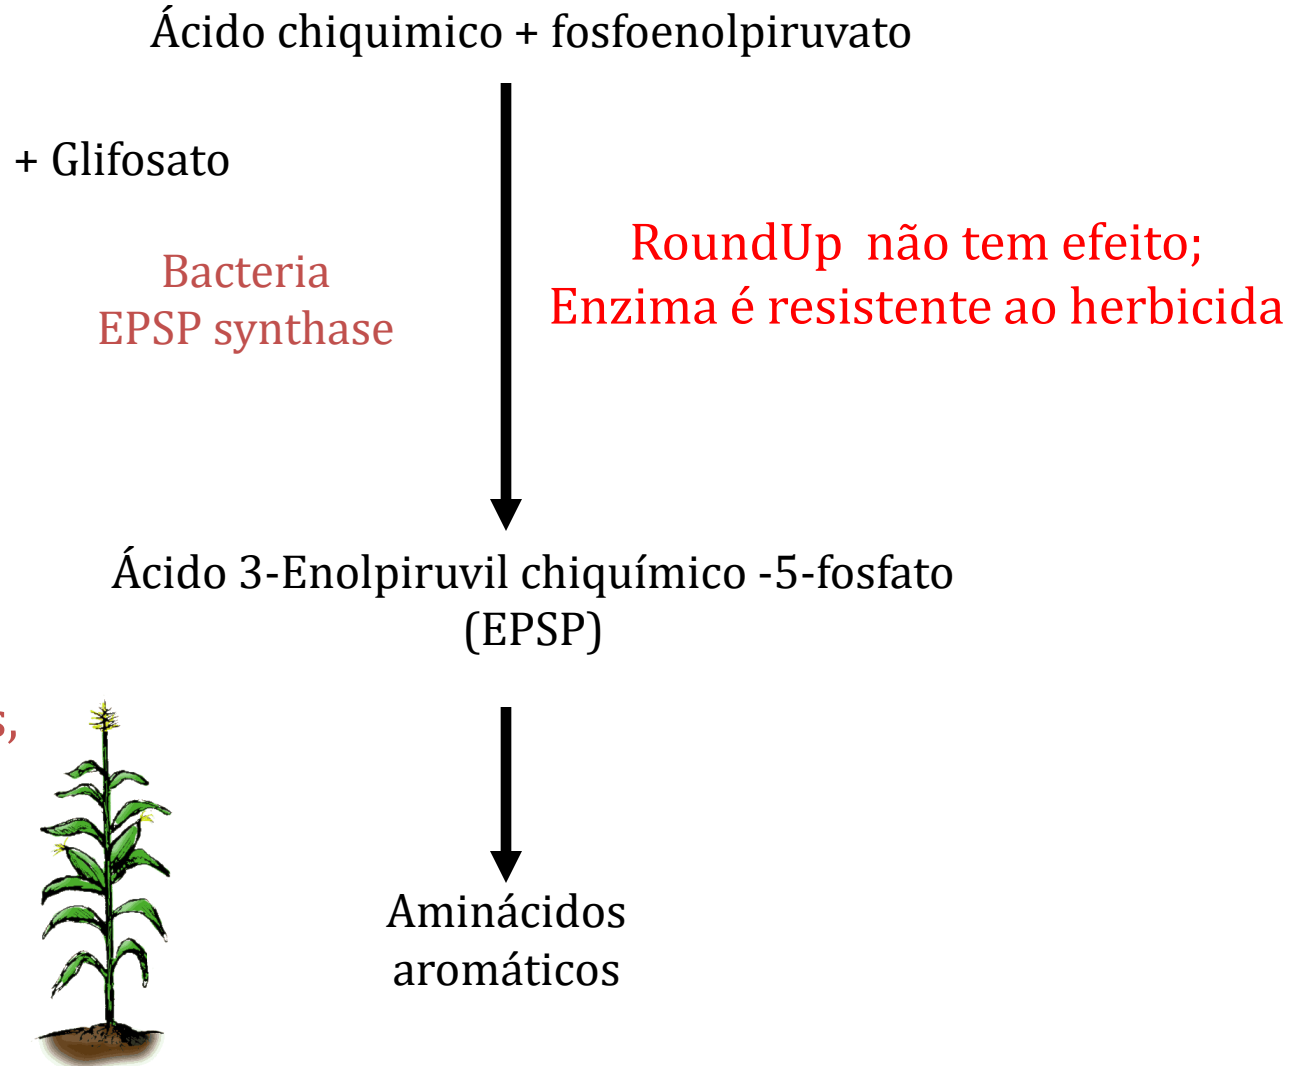 Ácido chiquimico + fosfoenolpiruvato
+ Glifosato
Bacteria
EPSP synthase
RoundUp não tem efeito;
Enzima é resistente ao herbicida
Ácido 3-Enolpiruvil chiquímico -5-fosfato
(EPSP)
Aminácidos
aromáticos